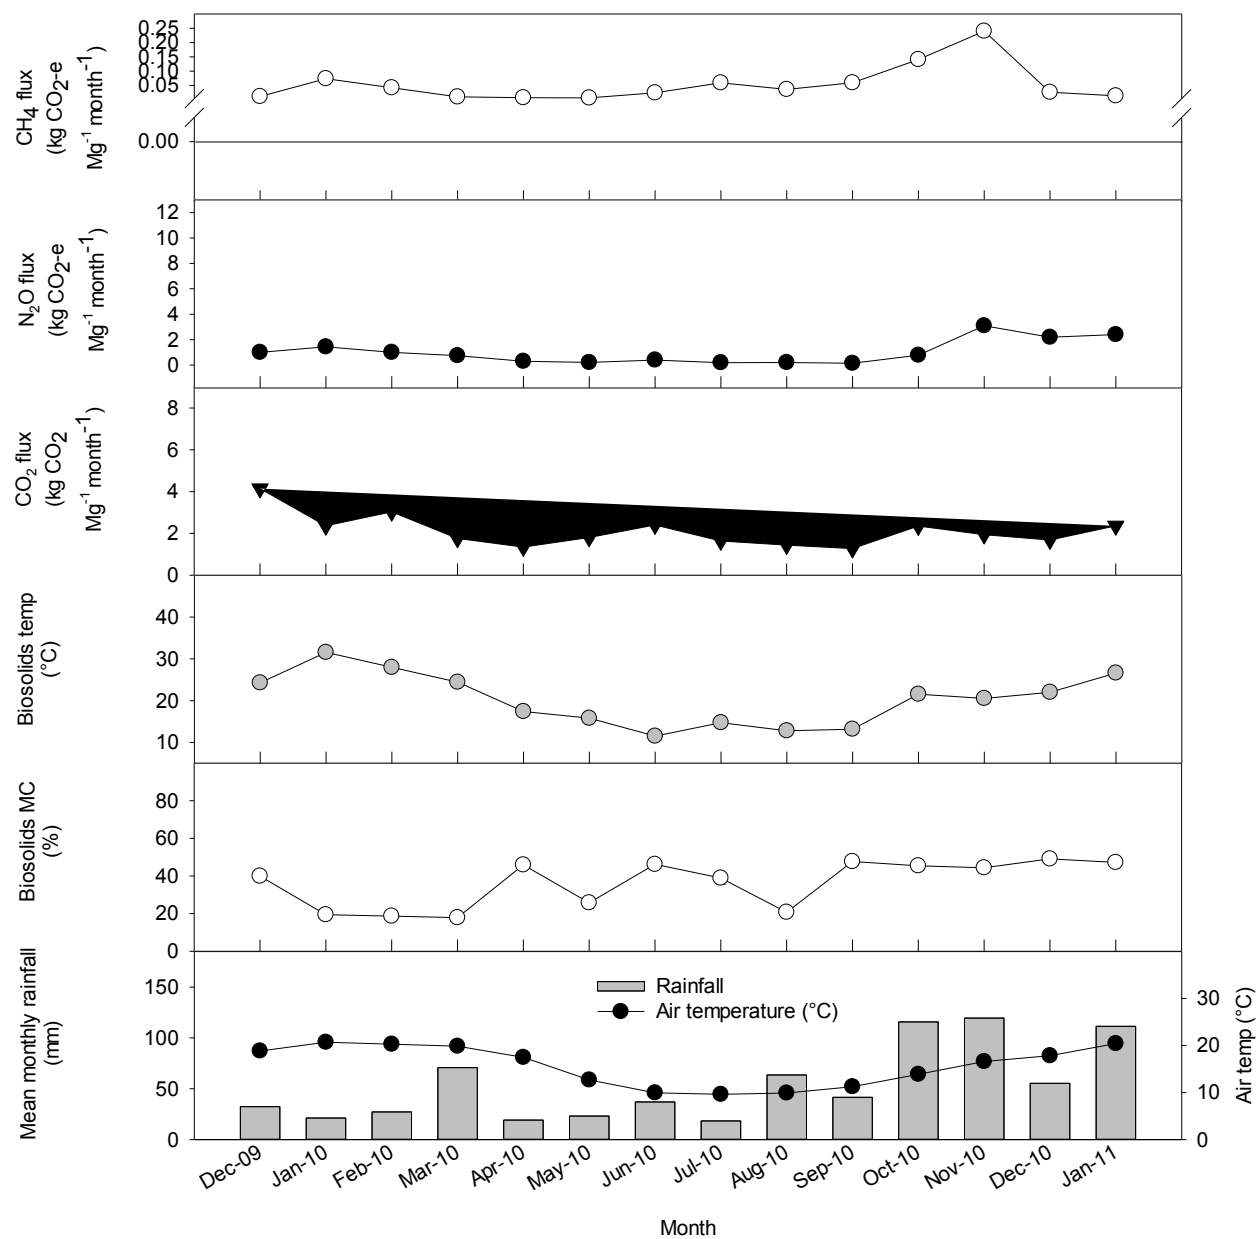 CH4 flux
(kg CO2-e
Mg-1 month-1)
0.25
0.20
0.15
0.10
0.05
0.00
N2O flux
(kg CO2-e
Mg-1 month-1)
12
10
8
6
4
2
0
CO2 flux
(kg CO2
Mg-1 month-1)
8
6
4
2
0
Biosolids temp
(°C)
40
30
20
10
Biosolids MC
(%)
80
60
40
20
0
Mean monthly rainfall
(mm)
150
100
50
0
Rainfall
Air temperature (°C)
30
20
10
0
Air temp (°C)
Dec-09 Jan-10 Feb-10 Mar-10 Apr-10 May-10 Jun-10 Jul-10 Aug-10 Sep-10 Oct-10 Nov-10 Dec-10 Jan-11
Month